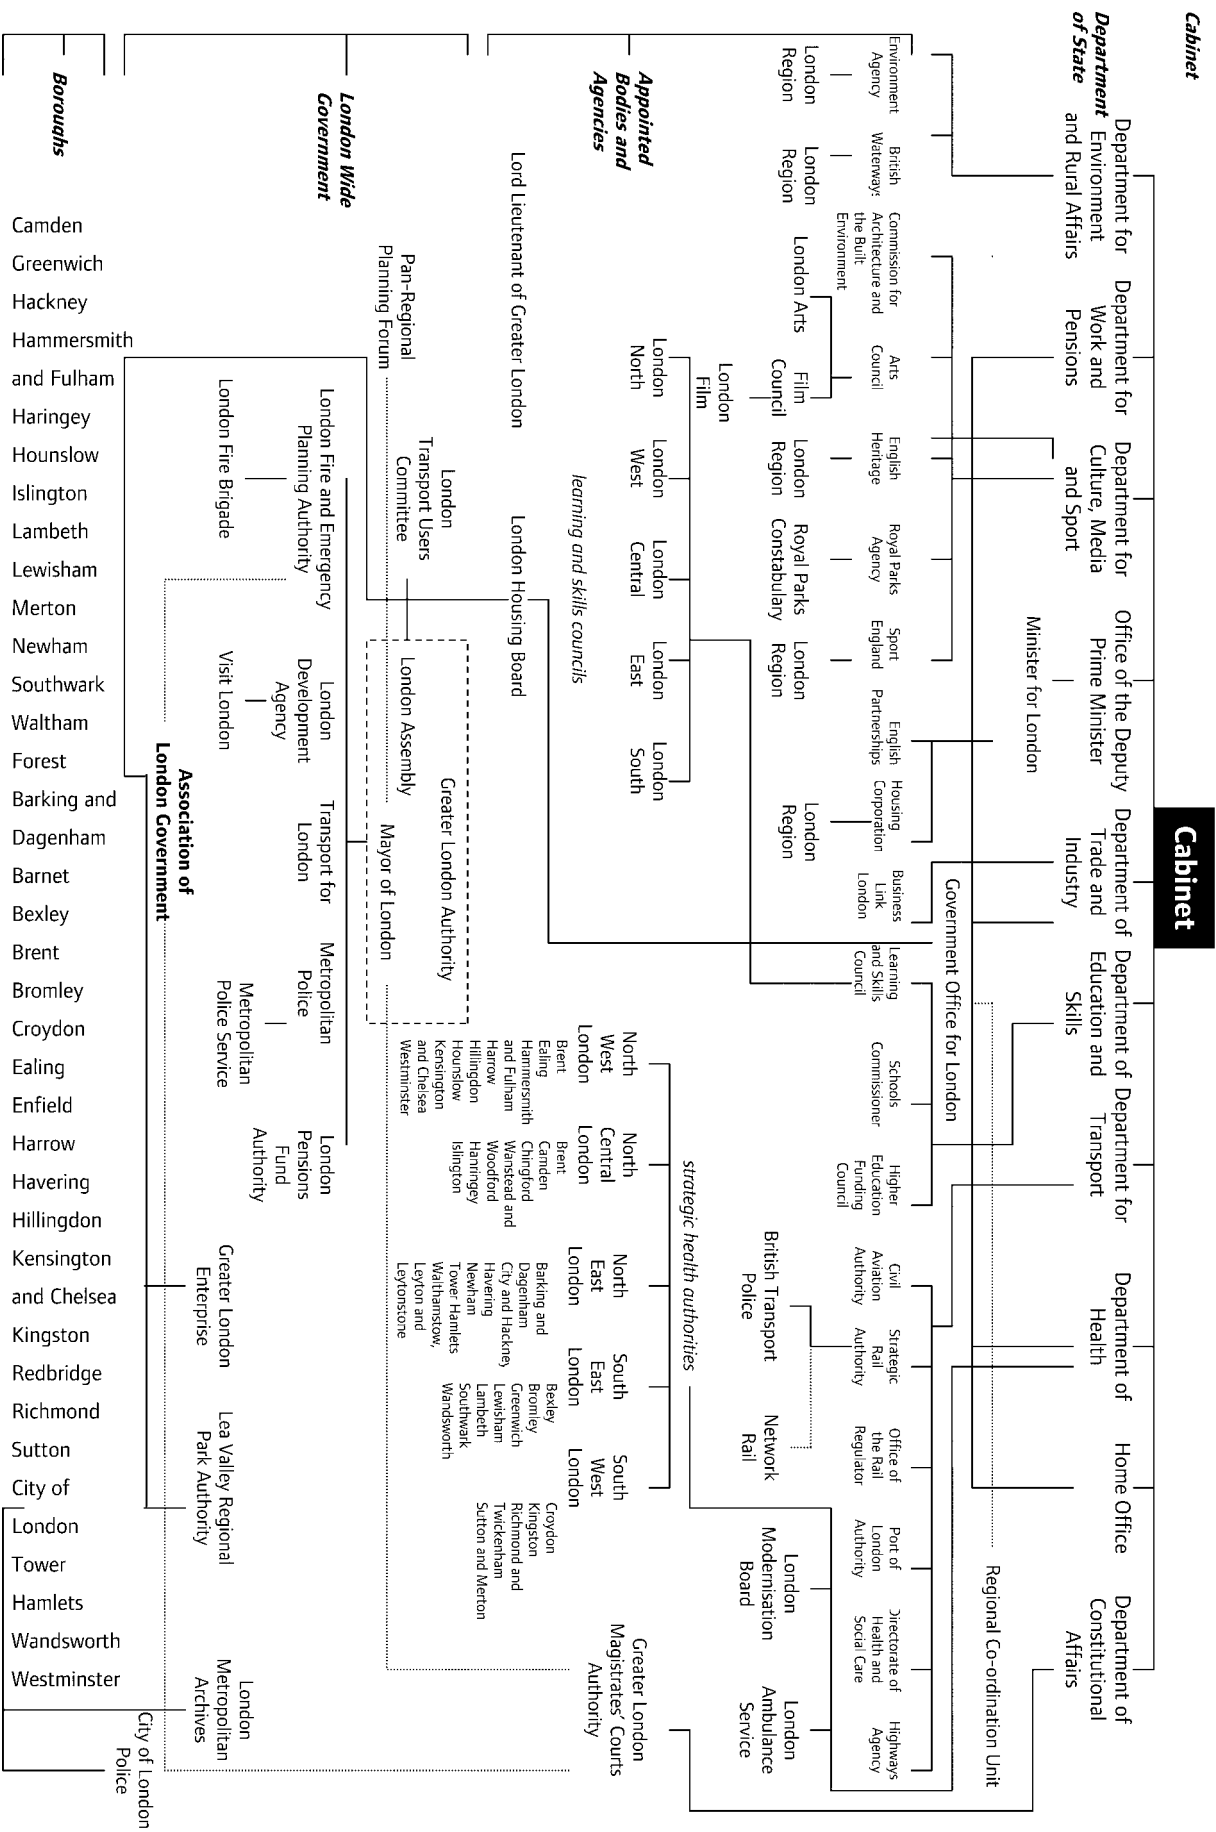 Cabinet
Cabinet
Department
of State
Department for
Environment
and Rural Affairs
Department for
Work and
Pensions
Department for
Culture, Media
and Sport
Office of the Deputy
Prime Minister
Minister for London
Department of
Trade and
Industry
Department of
Education and
Skills
Department for
Transport
Department of
Health
Home Office
Department of
Constitutional
Affairs
Government Office for London
Regional Co-ordination Unit
Appointed
Bodies and
Agencies
Environment
Agency
London
Region
British
Waterways
London
Region
Commission for
Architecture and
the Built
Environment
Arts
Council
London Arts
Film
Council
London
Film
English
Heritage
London
Region
Royal Parks
Agency
Royal Parks
Constabulary
Sport
England
London
Region
English
Partnerships
Housing
Corporation
London
Region
Business
Link
London
Learning
and Skills
Council
Schools
Commissioner
Higher
Education
Funding
Council
Civil
Aviation
Authority
Strategic
Rail
Authority
British Transport
Police
Network
Rail
Office of
the Rail
Regulator
Port of
London
Authority
Directorate of
Health and
Social Care
Highways
Agency
London
Modernisation
Board
London
Ambulance
Service
London
North
London
West
London
Central
London
East
London
South
learning and skills councils
strategic health authorities
North
West
London
Brent
Ealing
Hammersmith
and Fulham
Harrow
Hillingdon
Hounslow
Kensington
and Chelsea
Westminster
North
Central
London
Brent
Camden
Chingford
Wanstead and
Woodford
Hanringey
Islington
North
East
London
Barking and
Dagenham
City and Hackney
Havering
Newham
Tower Hamlets
Walthamstow,
Leyton and
Leytonstone
South
East
London
Bexley
Bromley
Greenwich
Lewisham
Lambeth
Southwark
Wandsworth
South
West
London
Croydon
Kingston
Richmond and
Twickenham
Sutton and Merton
Greater London
Magistrates' Courts
Authority
Lord Lieutenant of Greater London
London Housing Board
London Wide
Government
Pan-Regional
Planning Forum
London
Transport Users
Committee
Greater London Authority
London Assembly
Mayor of London
London Fire and Emergency
Planning Authority
London Fire Brigade
London
Development
Agency
Visit London
Transport for
London
Metropolitan
Police
Metropolitan
Police Service
London
Pensions
Fund
Authority
Association of
London Government
Greater London
Enterprise
Lea Valley Regional
Park Authority
London
Metropolitan
Archives
City of London
Police
Boroughs
Camden
Greenwich
Hackney
Hammersmith
and Fulham
Haringey
Hounslow
Islington
Lambeth
Lewisham
Merton
Newham
Southwark
Waltham
Forest
Barking and
Dagenham
Barnet
Bexley
Brent
Bromley
Croydon
Ealing
Enfield
Harrow
Havering
Hillingdon
Kensington
and Chelsea
Kingston
Redbridge
Richmond
Sutton
City of
London
Tower
Hamlets
Wandsworth
Westminster